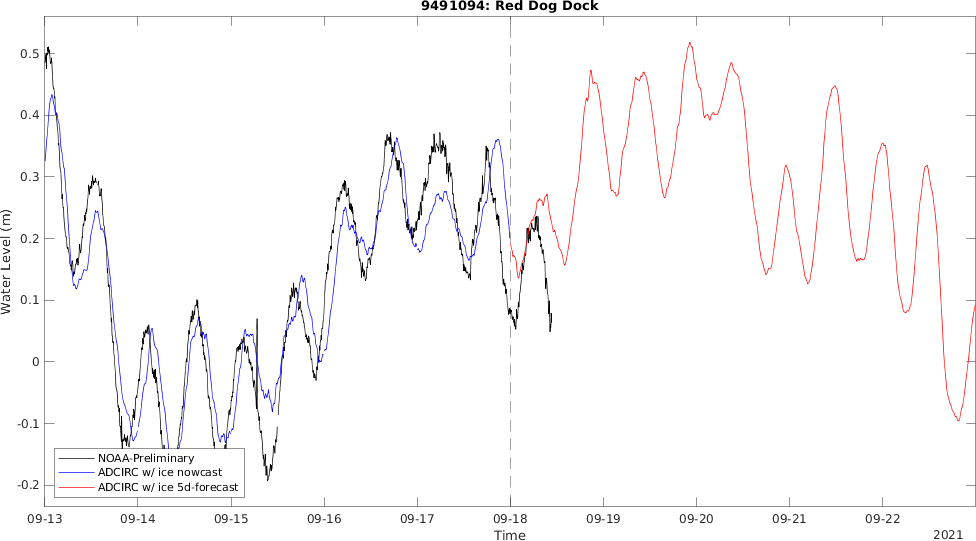 9491094: Red Dog Dock
0.5
0.4
0.3
0.2
0.1
0
-0.1
-0.2
Water Level (m)
NOAA-Preliminary
ADCIRC w/ ice nowcast
ADCIRC w/ ice 5d-forecast
09-13 09-14 09-15 09-16 09-17 09-18 09-19 09-20 09-21 09-22
Time
2021